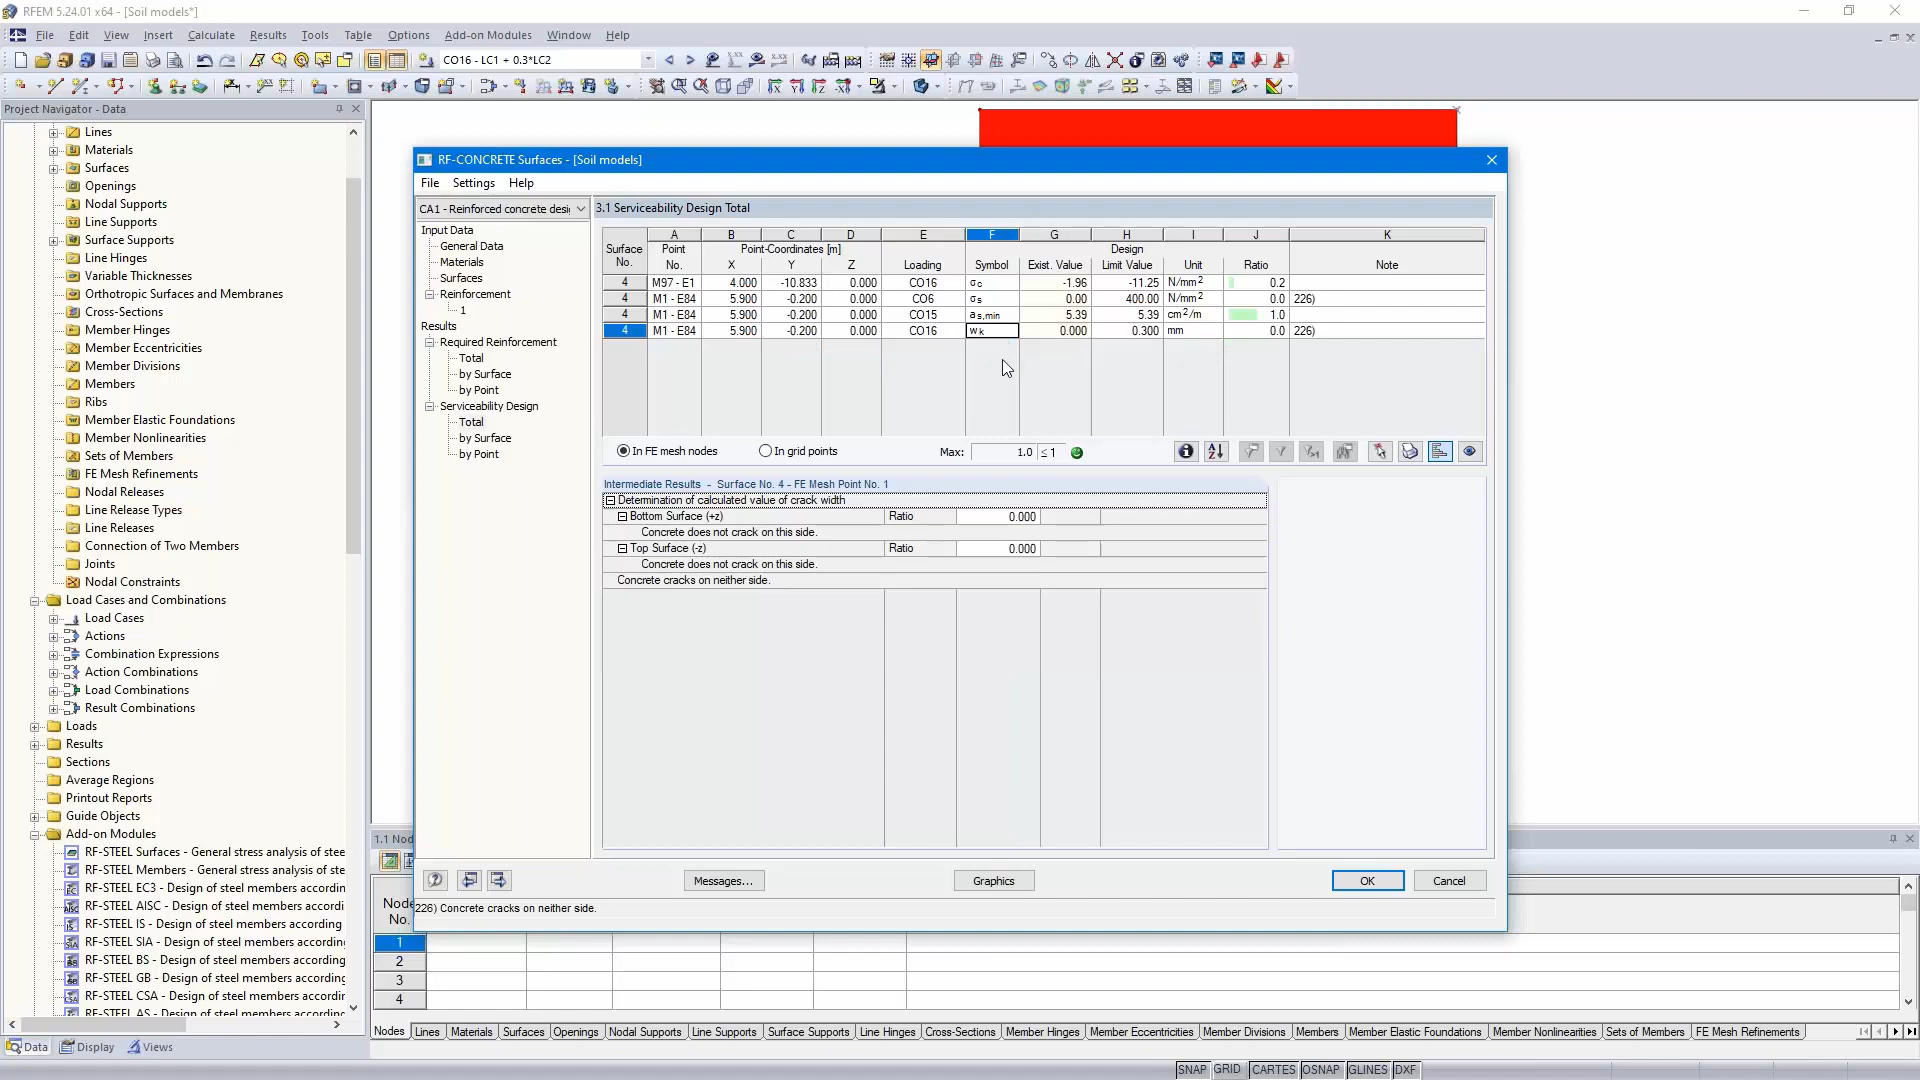 RFEM 5.24.01 x64 - [Soil models*]
File Edit View Insert Calculate Results Tools Table Options Add-on Modules Window Help
CO16 - LC1 + 0.3*LC2
Project Navigator - Data
Lines
Materials
Surfaces
Openings
Nodal Supports
Line Supports
Surface Supports
Line Hinges
Variable Thicknesses
Orthotropic Surfaces and Membranes
Cross-Sections
Member Hinges
Member Eccentricities
Member Divisions
Members
Ribs
Member Elastic Foundations
Member Nonlinearities
Sets of Members
FE Mesh Refinements
Nodal Releases
Line Release Types
Line Releases
Connection of Two Members
Joints
Nodal Constraints
Load Cases and Combinations
Load Cases
Actions
Combination Expressions
Action Combinations
Load Combinations
Result Combinations
Loads
Results
Sections
Average Regions
Printout Reports
Guide Objects
Add-on Modules
RF-STEEL Surfaces - General stress analysis of stee
RF-STEEL Members - General stress analysis of ste
RF-STEEL EC3 - Design of steel members accordin
RF-STEEL AISC - Design of steel members accordi
RF-STEEL IS - Design of steel members according
RF-STEEL SIA - Design of steel members accordin
RF-STEEL BS - Design of steel members according
RF-STEEL GB - Design of steel members according
RF-STEEL CSA - Design of steel members accordin
RF-STEEL AS - Design of steel members according
Data Display Views
RF-CONCRETE Surfaces - [Soil models]
File Settings Help
CA1 - Reinforced concrete desig
Input Data
General Data
Materials
Surfaces
Reinforcement
1
Results
Required Reinforcement
Total
by Surface
by Point
Serviceability Design
Total
by Surface
by Point
3.1 Serviceability Design Total
A B C D E F G H I J K
Surface Point Point-Coordinates [m] Design
No. No. X Y Z Loading Symbol Exist. Value Limit Value Unit Ratio Note
4 M97 - E1 4.000 -10.833 0.000 CO16 σc -1.96 -11.25 N/mm2 0.2
4 M1 - E84 5.900 -0.200 0.000 CO6 σs 0.00 400.00 N/mm2 0.0 226)
4 M1 - E84 5.900 -0.200 0.000 CO15 as,min 5.39 5.39 cm2/m 1.0
4 M1 - E84 5.900 -0.200 0.000 CO16 wk 0.000 0.300 mm 0.0 226)
In FE mesh nodes In grid points Max: 1.0 ≤ 1
Intermediate Results - Surface No. 4 - FE Mesh Point No. 1
Determination of calculated value of crack width
Bottom Surface (+z) Ratio 0.000
Concrete does not crack on this side.
Top Surface (-z) Ratio 0.000
Concrete does not crack on this side.
Concrete cracks on neither side.
Messages... Graphics OK Cancel
226) Concrete cracks on neither side.
1.1 Nod
Node
No.
1
2
3
4
Nodes Lines Materials Surfaces Openings Nodal Supports Line Supports Surface Supports Line Hinges Cross-Sections Member Hinges Member Eccentricities Member Divisions Members Member Elastic Foundations Member Nonlinearities Sets of Members FE Mesh Refinements
SNAP GRID CARTES OSNAP GLINES DXF